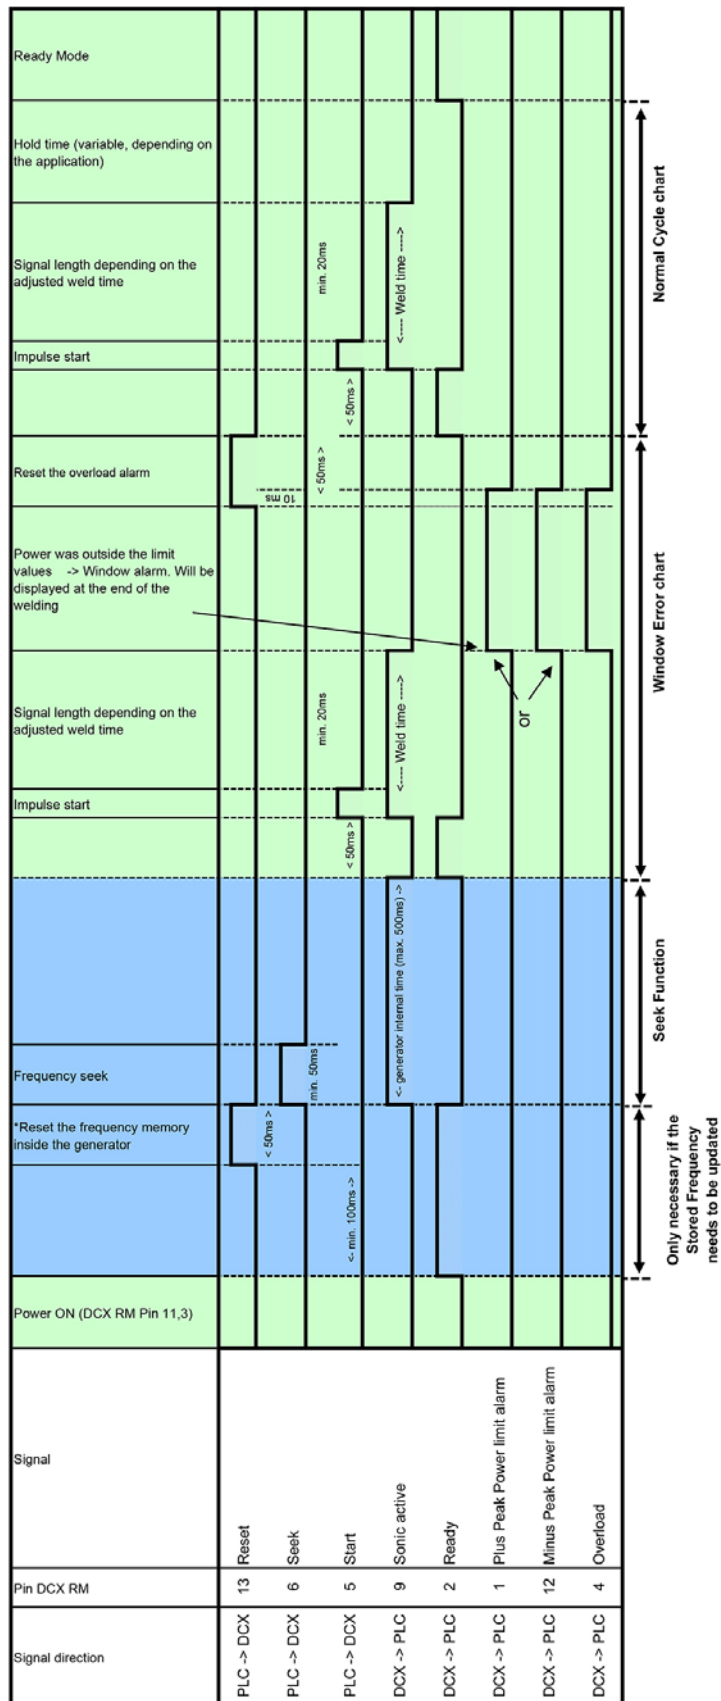 Ready Mode
Hold time (variable, depending on
the application)
Signal length depending on the
adjusted weld time
min. 20ms
<---- Weld time ---->
Impulse start
< 50ms >
Normal Cycle chart
Reset the overload alarm
10 ms
< 50ms >
Power was outside the limit
values -> Window alarm. Will be
displayed at the end of the
welding
or
Signal length depending on the
adjusted weld time
min. 20ms
<---- Weld time ---->
Impulse start
< 50ms >
Window Error chart
<- generator internal time (max. 500ms) ->
Frequency seek
min. 50ms
Seek Function
*Reset the frequency memory
inside the generator
< 50ms >
<- min. 100ms ->
Only necessary if the
Stored Frequency
needs to be updated
Power ON (DCX RM Pin 11,3)
Signal
Reset
Seek
Start
Sonic active
Ready
Plus Peak Power limit alarm
Minus Peak Power limit alarm
Overload
Pin DCX RM
13
6
5
9
2
1
12
4
Signal direction
PLC -> DCX
PLC -> DCX
PLC -> DCX
DCX -> PLC
DCX -> PLC
DCX -> PLC
DCX -> PLC
DCX -> PLC